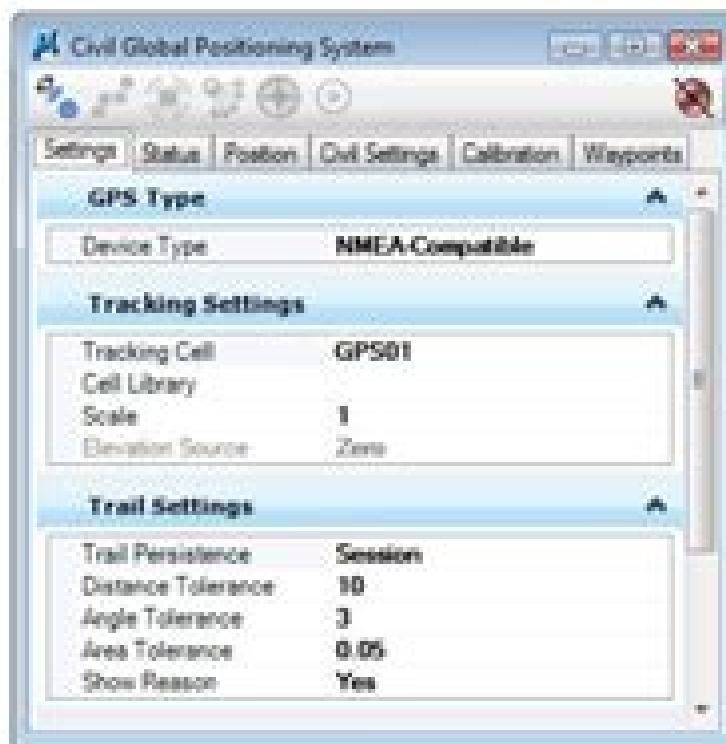 Civil Global Positioning System
Settings Status Position Civil Settings Calibration Waypoints
GPS Type
Device Type NMEA-Compatible
Tracking Settings
Tracking Cell GPS01
Cell Library
Scale 1
Elevation Source Zero
Trail Settings
Trail Persistence Session
Distance Tolerance 10
Angle Tolerance 3
Area Tolerance 0.05
Show Reason Yes